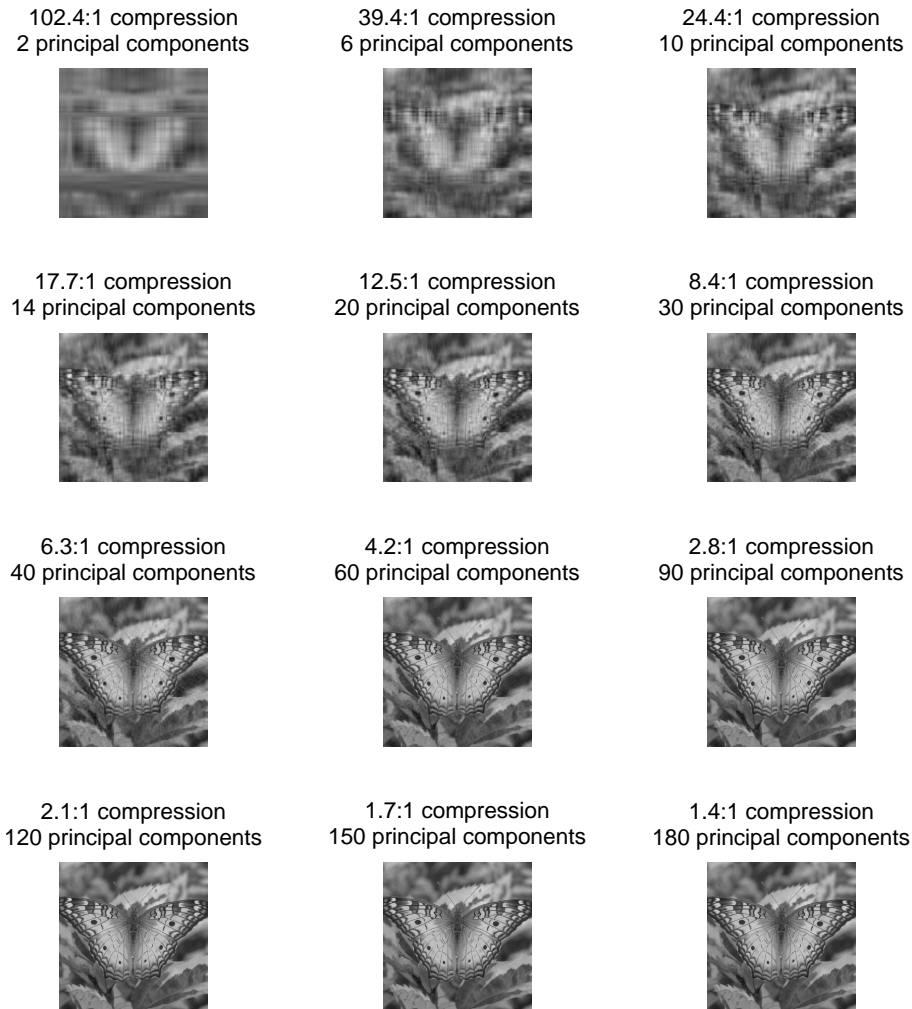 102.4:1 compression
2 principal components
39.4:1 compression
6 principal components
24.4:1 compression
10 principal components
17.7:1 compression
14 principal components
12.5:1 compression
20 principal components
8.4:1 compression
30 principal components
6.3:1 compression
40 principal components
4.2:1 compression
60 principal components
2.8:1 compression
90 principal components
2.1:1 compression
120 principal components
1.7:1 compression
150 principal components
1.4:1 compression
180 principal components